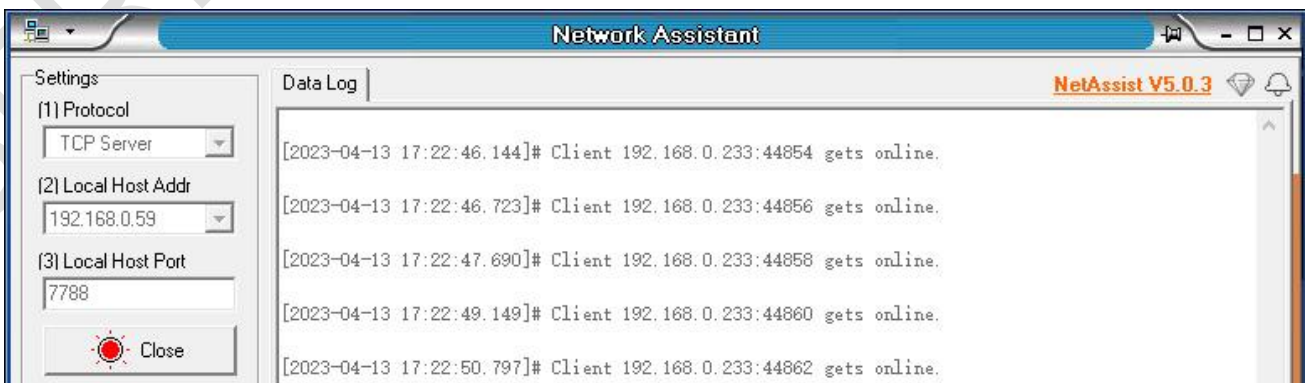 Network Assistant
Settings
(1) Protocol
TCP Server
(2) Local Host Addr
192.168.0.59
(3) Local Host Port
7788
Close
Data Log
NetAssist V5.0.3
[2023-04-13 17:22:46.144]# Client 192.168.0.233:44854 gets online.
[2023-04-13 17:22:46.723]# Client 192.168.0.233:44856 gets online.
[2023-04-13 17:22:47.690]# Client 192.168.0.233:44858 gets online.
[2023-04-13 17:22:49.149]# Client 192.168.0.233:44860 gets online.
[2023-04-13 17:22:50.797]# Client 192.168.0.233:44862 gets online.